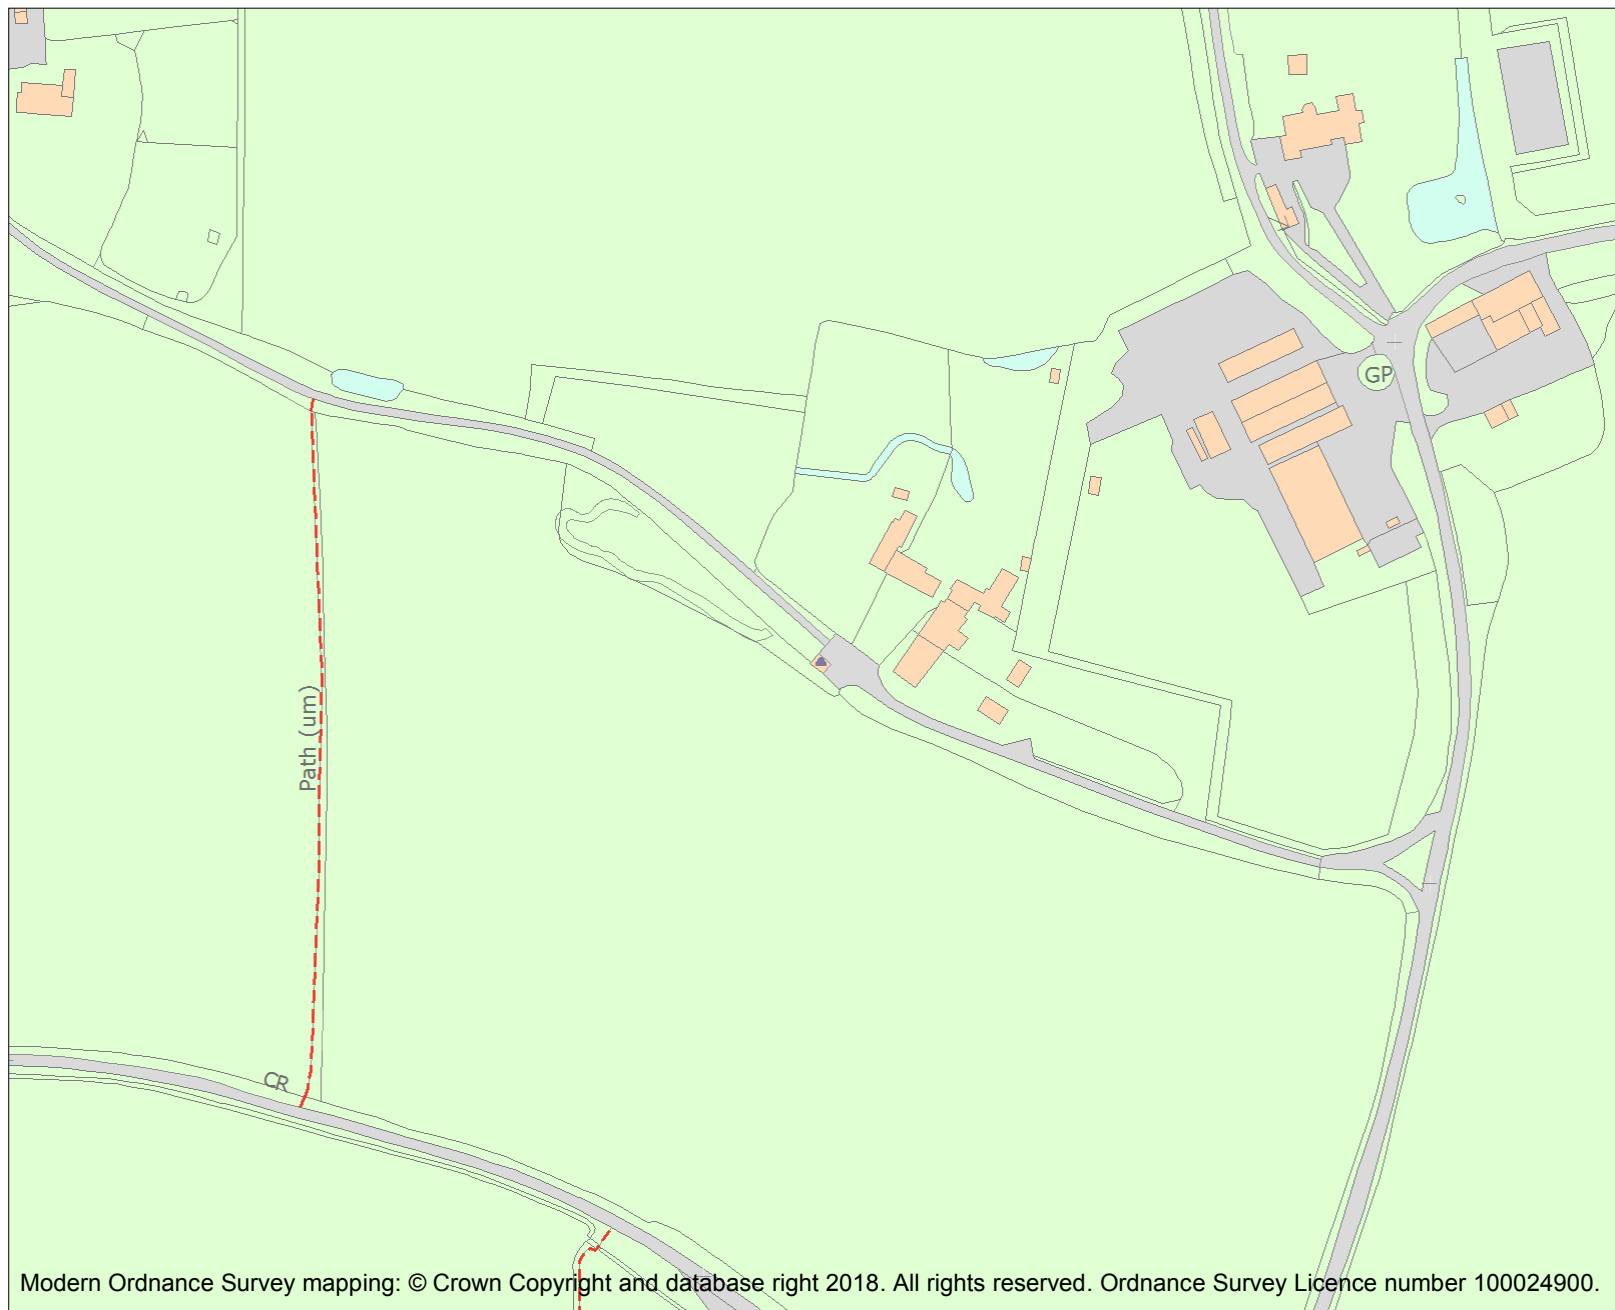 GP
Path (um)
CR
Modern Ordnance Survey mapping: © Crown Copyright and database right 2018. All rights reserved. Ordnance Survey Licence number 100024900.